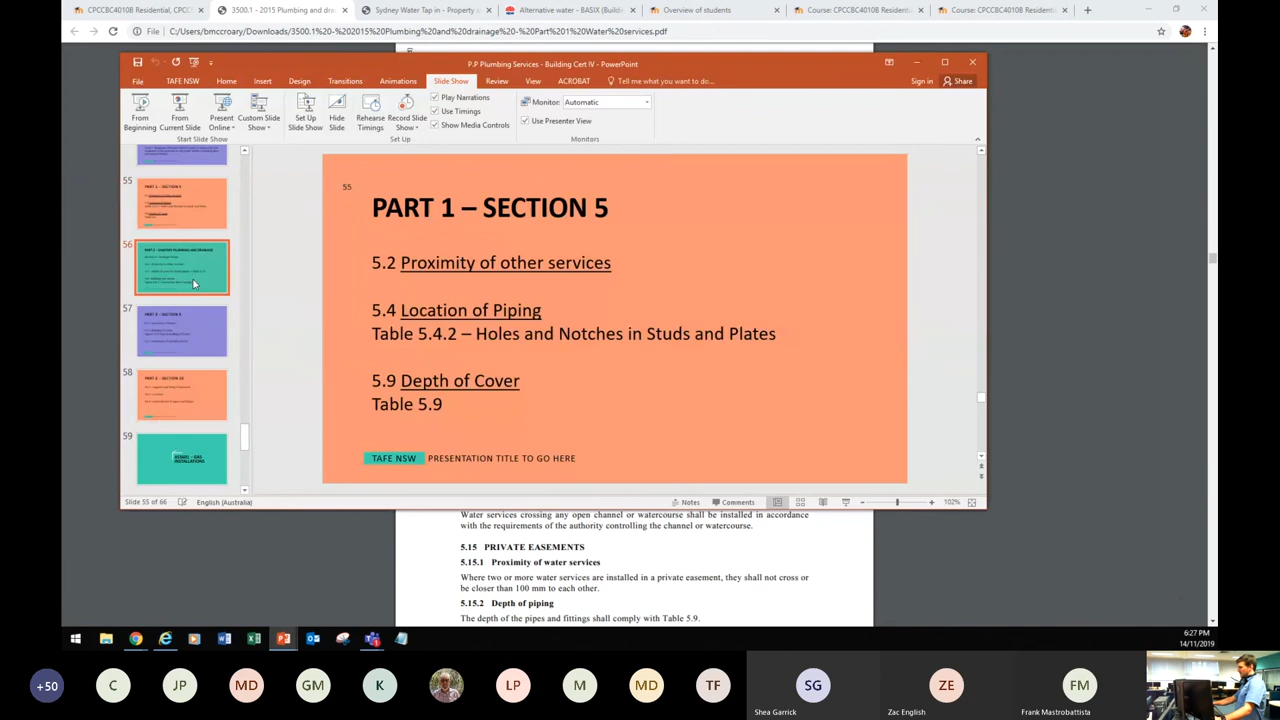 CPCCBC4010B Residential, CPCC
3500.1 - 2015 Plumbing and drai
Sydney Water Tap in - Property a
Alternative water - BASIX (Buildi
Overview of students
Course: CPCCBC4010B Residentia
Course: CPCCBC4010B Residentia
File
C:/Users/bmccroary/Downloads/3500.1%20-%202015%20Plumbing%20and%20drainage%20-%20Part%201%20Water%20services.pdf
P.P Plumbing Services - Building Cert IV - PowerPoint
File
TAFE NSW
Home
Insert
Design
Transitions
Animations
Slide Show
Review
View
ACROBAT
Tell me what you want to do...
Sign in
Share
From Beginning
From Current Slide
Present Online
Custom Slide Show
Start Slide Show
Set Up Slide Show
Hide Slide
Rehearse Timings
Record Slide Show
Play Narrations
Use Timings
Show Media Controls
Set Up
Monitor: Automatic
Use Presenter View
Monitors
55
PART 1 – SECTION 5
56
57
58
59
55
PART 1 – SECTION 5
5.2 Proximity of other services
5.4 Location of Piping
Table 5.4.2 – Holes and Notches in Studs and Plates
5.9 Depth of Cover
Table 5.9
TAFE NSW PRESENTATION TITLE TO GO HERE
Slide 55 of 66
English (Australia)
Notes
Comments
102%
Water services crossing any open channel or watercourse shall be installed in accordance
with the requirements of the authority controlling the channel or watercourse.
5.15 PRIVATE EASEMENTS
5.15.1 Proximity of water services
Where two or more water services are installed in a private easement, they shall not cross or
be closer than 100 mm to each other.
5.15.2 Depth of piping
The depth of the pipes and fittings shall comply with Table 5.9.
6:27 PM
14/11/2019
+50
C
JP
MD
GM
K
LP
M
MD
TF
SG
ZE
FM
Shea Garrick
Zac English
Frank Mastrobattista